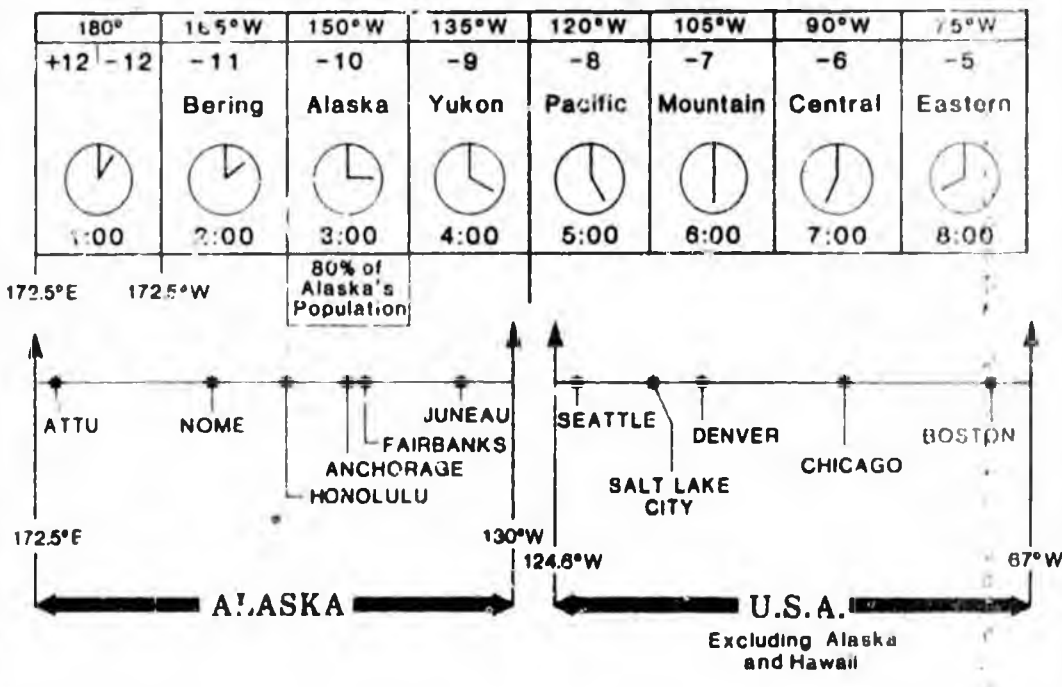 180° 165°W 150°W 135°W 120°W 105°W 90°W 75°W
+12 -12 -11 -10 -9 -8 -7 -6 -5
Bering Alaska Yukon Pacific Mountain Central Eastern
1:00 2:00 3:00 4:00 5:00 6:00 7:00 8:00
80% of
Alaska's
Population
172.5°E 172.5°W
ATTU NOME JUNEAU SEATTLE DENVER BOSTON
FAIRBANKS
ANCHORAGE CHICAGO
HONOLULU SALT LAKE
CITY
172.5°E 130°W
124.6°W 67°W
ALASKA U.S.A.
Excluding Alaska
and Hawaii